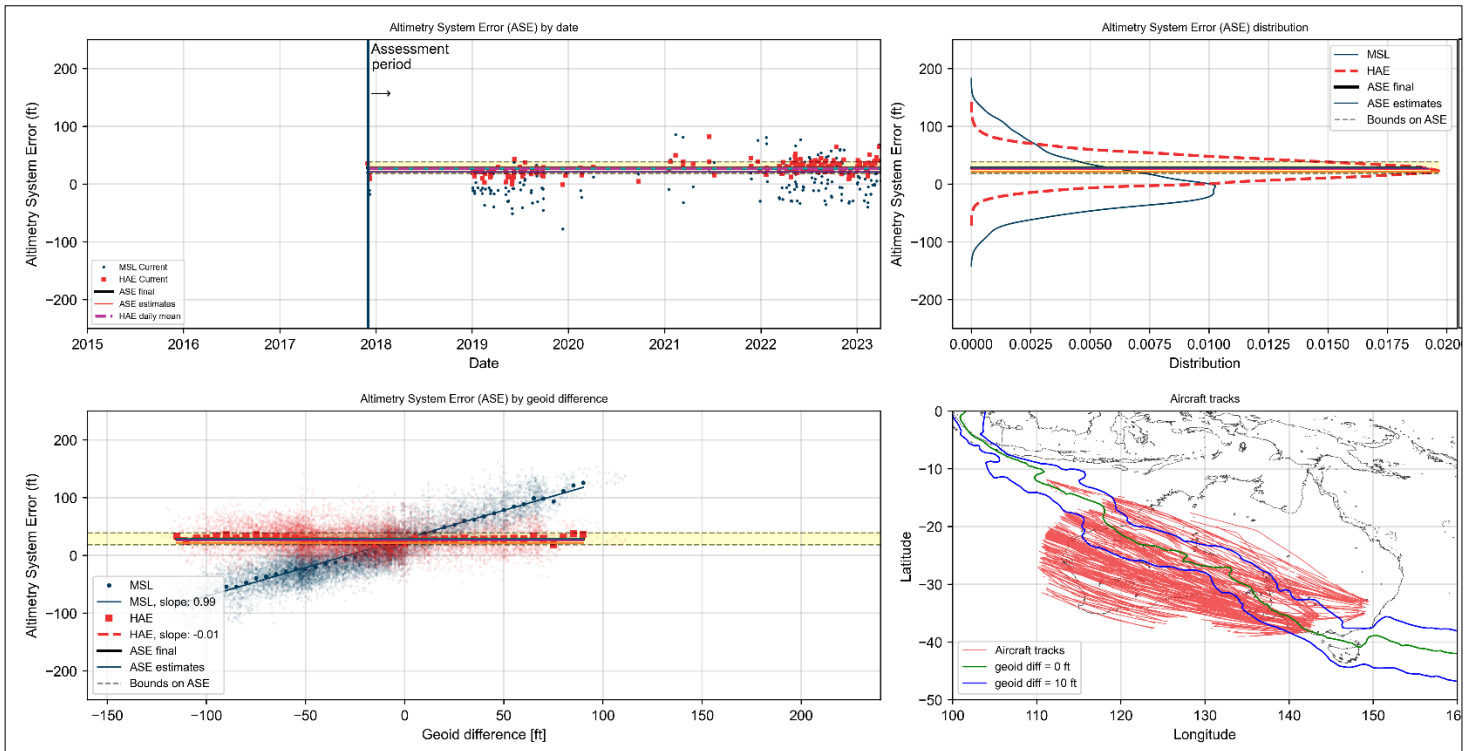 Altimetry System Error (ASE) by date
Altimetry System Error (ft)
200
100
0
−100
−200
Assessment
period
→
MSL Current
HAE Current
ASE final
ASE estimates
HAE daily mean
2015 2016 2017 2018 2019 2020 2021 2022 2023
Date
Altimetry System Error (ASE) distribution
Altimetry System Error (ft)
200
100
0
−100
−200
MSL
HAE
ASE final
ASE estimates
Bounds on ASE
0.0000 0.0025 0.0050 0.0075 0.0100 0.0125 0.0150 0.0175 0.0200
Distribution
Altimetry System Error (ASE) by geoid difference
Altimetry System Error (ft)
200
100
0
−100
−200
MSL
MSL, slope: 0.99
HAE
HAE, slope: -0.01
ASE final
ASE estimates
Bounds on ASE
−150 −100 −50 0 50 100 150 200
Geoid difference [ft]
Aircraft tracks
Latitude
0
−10
−20
−30
−40
−50
Aircraft tracks
geoid diff = 0 ft
geoid diff = 10 ft
100 110 120 130 140 150 160
Longitude